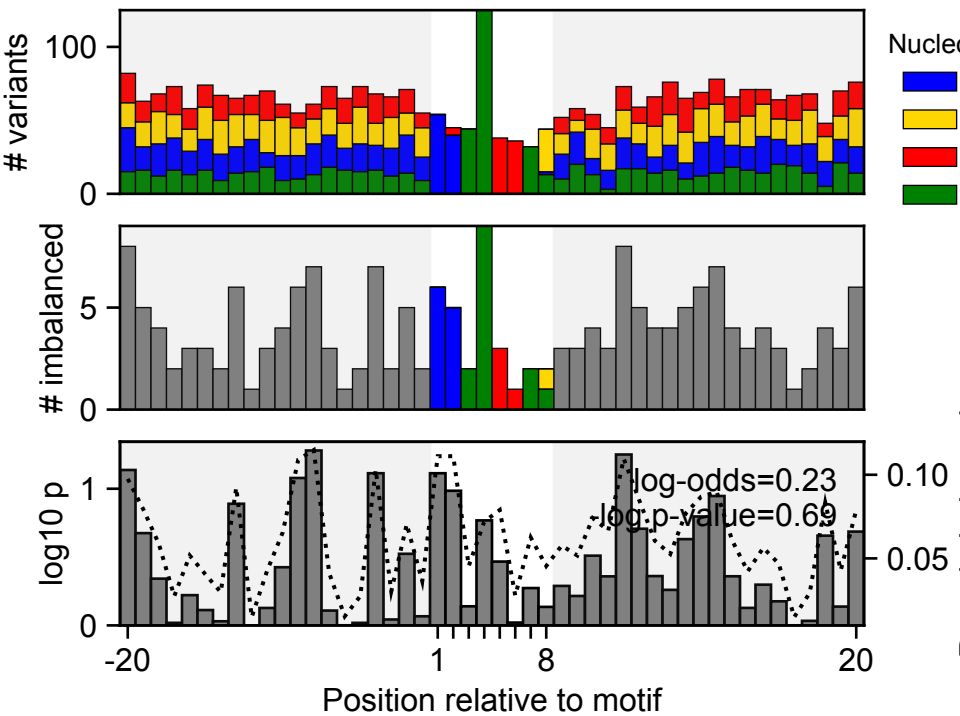 # variants
100
0
Nucleo
# imbalanced
5
0
log10 p
1
0
log-odds=0.23
-log p-value=0.69
0.10
0.05
-20
1
8
20
Position relative to motif